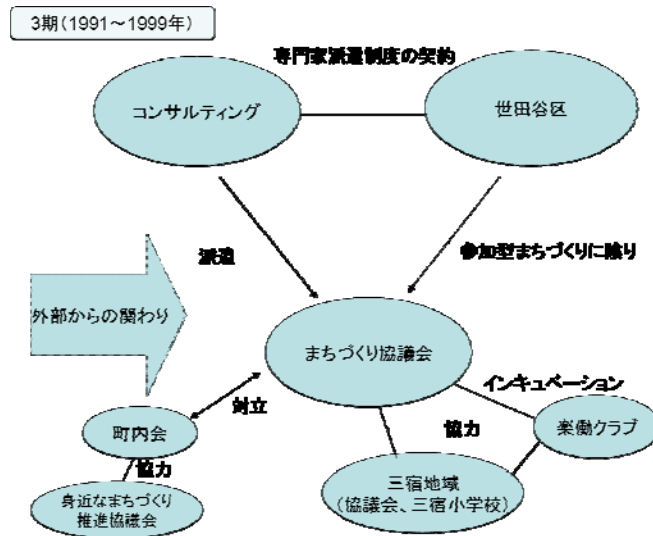 3期(1991～1999年)
専門家派遣制度の契約
コンサルティング
世田谷区
派遣
参加型まちづくりに陰り
外部からの関わり
まちづくり協議会
インキュベーション
対立
町内会
協力
楽働クラブ
協力
身近なまちづくり
推進協議会
三宿地域
(協議会、三宿小学校)